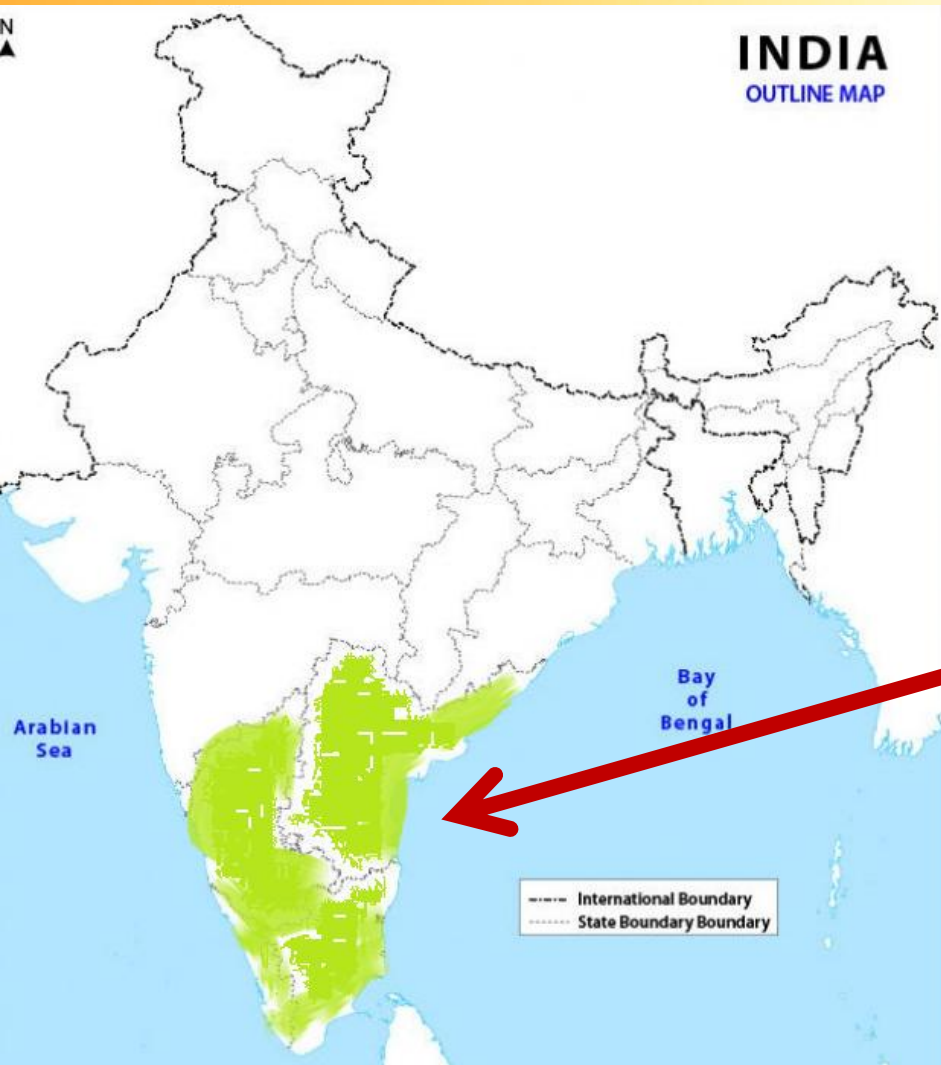 N
INDIA
OUTLINE MAP
Arabian
Sea
Bay
of
Bengal
International Boundary
State Boundary Boundary